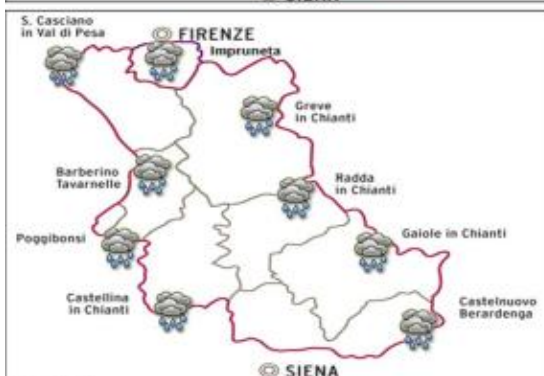 S. Casciano
in Val di Pesa
FIRENZE
Impruneta
Greve
in Chianti
Barberino
Tavarnelle
Radda
in Chianti
Poggibonsi
Gaiole in Chianti
Castellina
in Chianti
Castelnuovo
Berardenga
SIENA